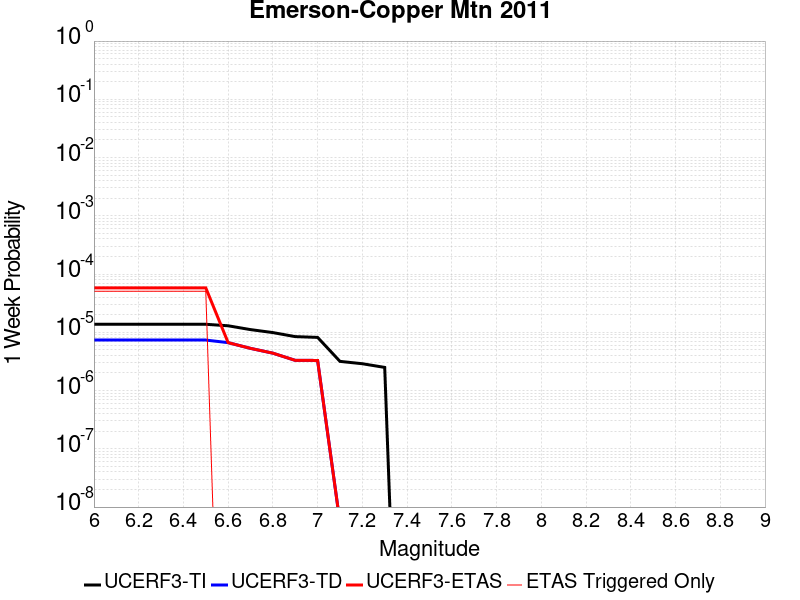 Emerson-Copper Mtn 2011
10^0
10^-1
10^-2
10^-3
10^-4
10^-5
10^-6
10^-7
10^-8
1 Week Probability
6 6.2 6.4 6.6 6.8 7 7.2 7.4 7.6 7.8 8 8.2 8.4 8.6 8.8 9
Magnitude
UCERF3-TI UCERF3-TD UCERF3-ETAS ETAS Triggered Only